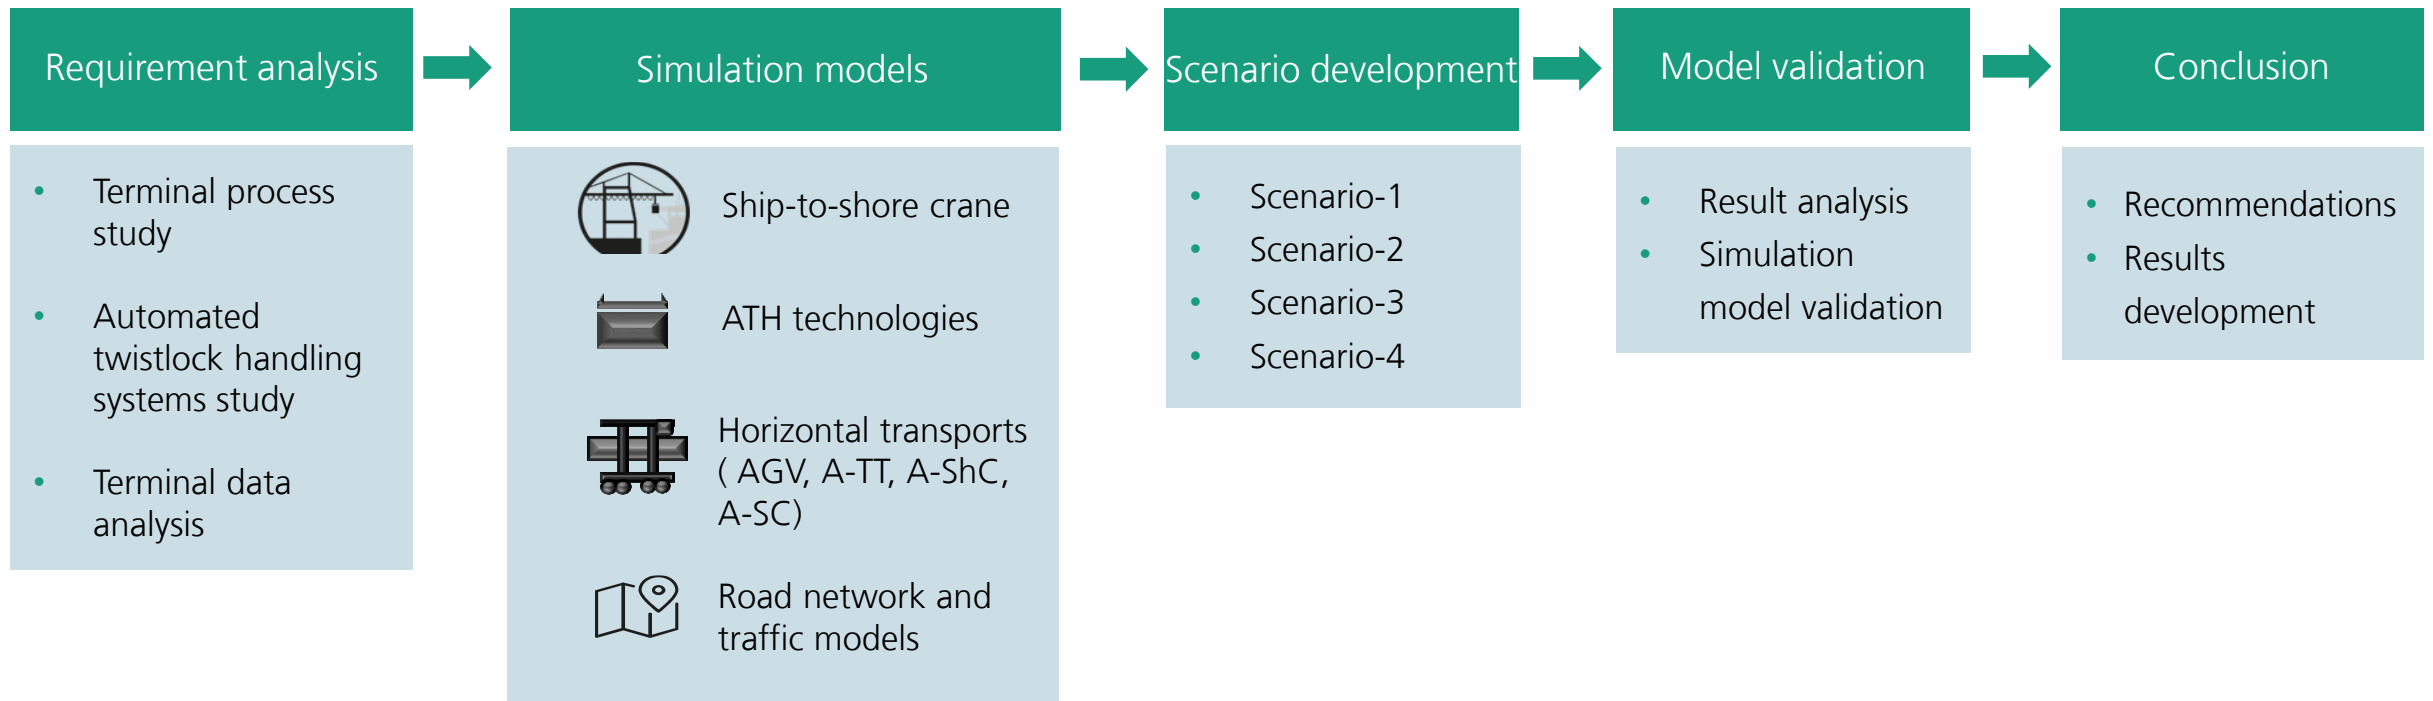 Requirement analysis
• Terminal process
study
• Automated
twistlock handling
systems study
• Terminal data
analysis
Simulation models
Ship-to-shore crane
ATH technologies
Horizontal transports
( AGV, A-TT, A-ShC,
A-SC)
Road network and
traffic models
Scenario development
• Scenario-1
• Scenario-2
• Scenario-3
• Scenario-4
Model validation
• Result analysis
• Simulation
model validation
Conclusion
• Recommendations
• Results
development